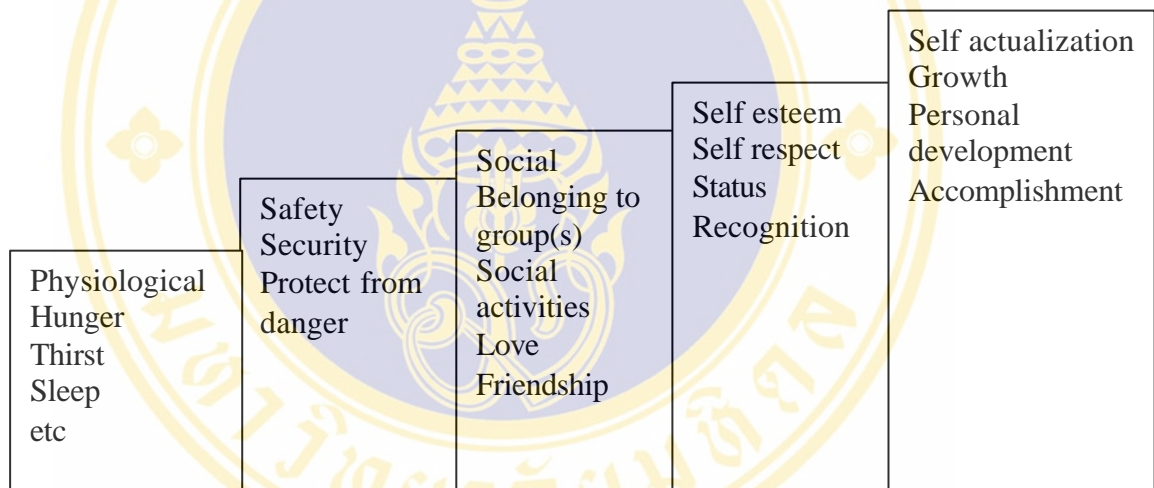 Physiological
Hunger
Thirst
Sleep
etc
Safety
Security
Protect from
danger
Social
Belonging to
group(s)
Social
activities
Love
Friendship
Self esteem
Self respect
Status
Recognition
Self actualization
Growth
Personal
development
Accomplishment